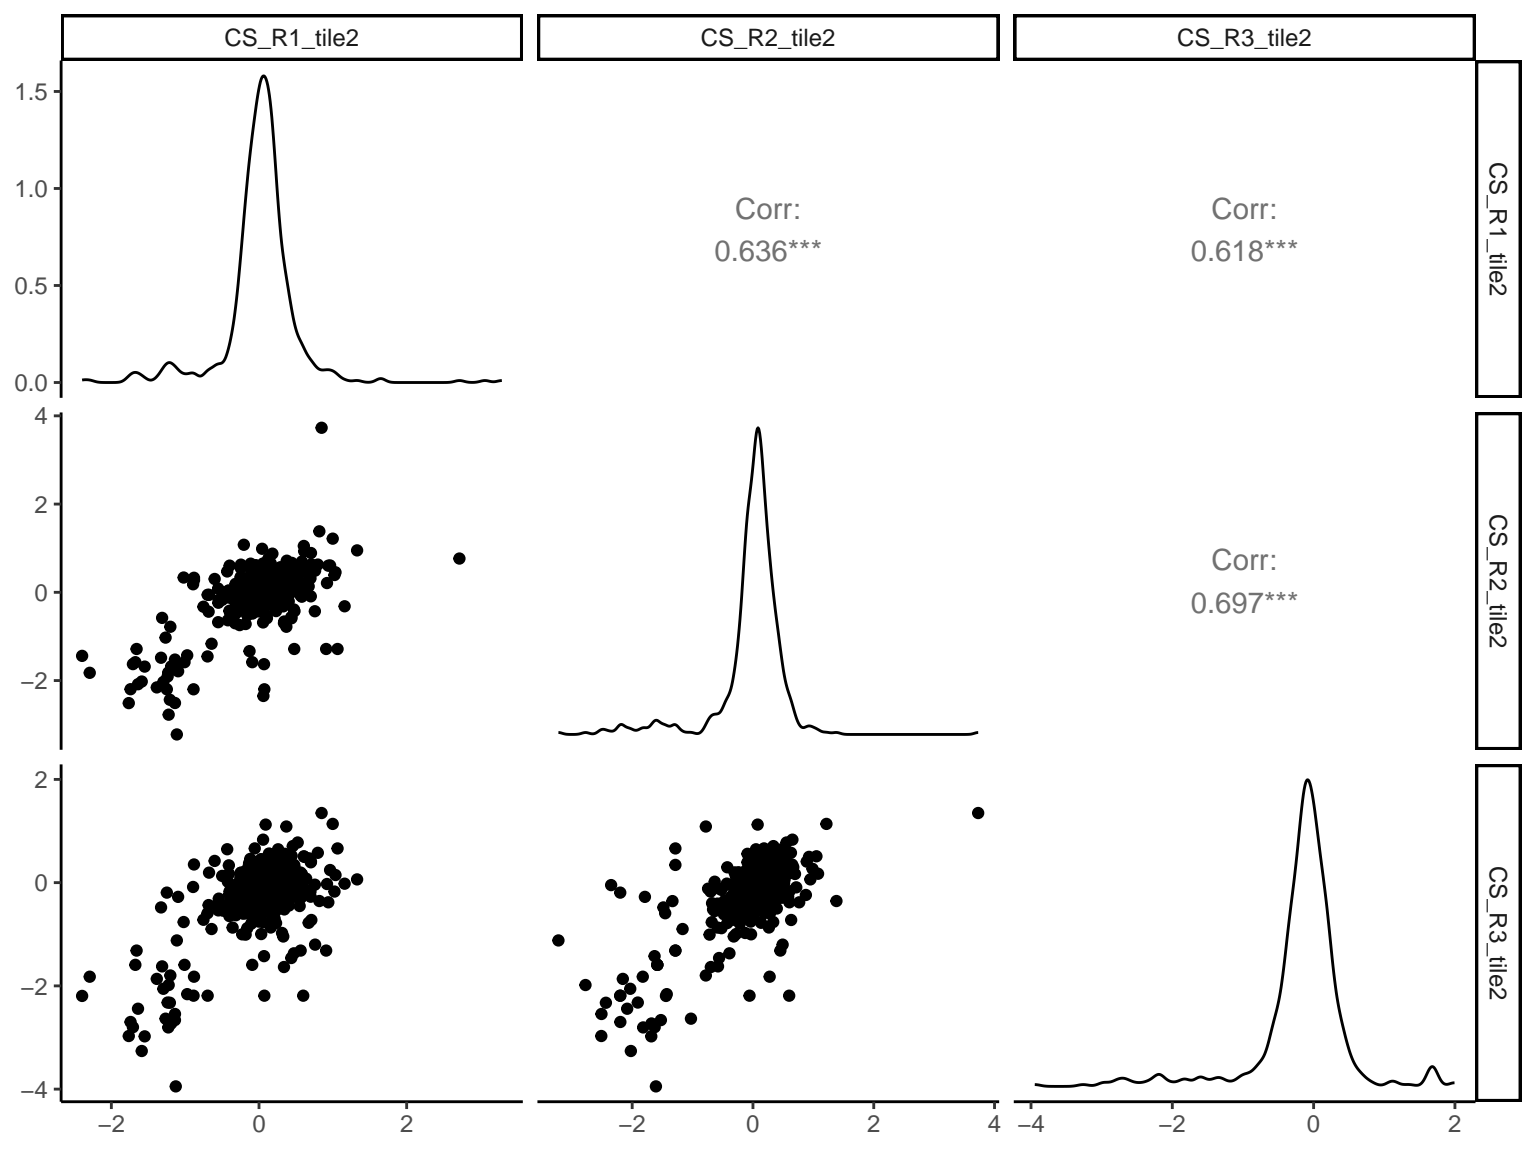 CS_R1_tile2
CS_R2_tile2
CS_R3_tile2
1.5
1.0
0.5
0.0
Corr:
0.636***
Corr:
0.618***
CS_R1_tile2
4
2
0
−2
Corr:
0.697***
CS_R2_tile2
2
0
−2
−4
CS_R3_tile2
−2 0 2
−2 0 2 4
−4 −2 0 2